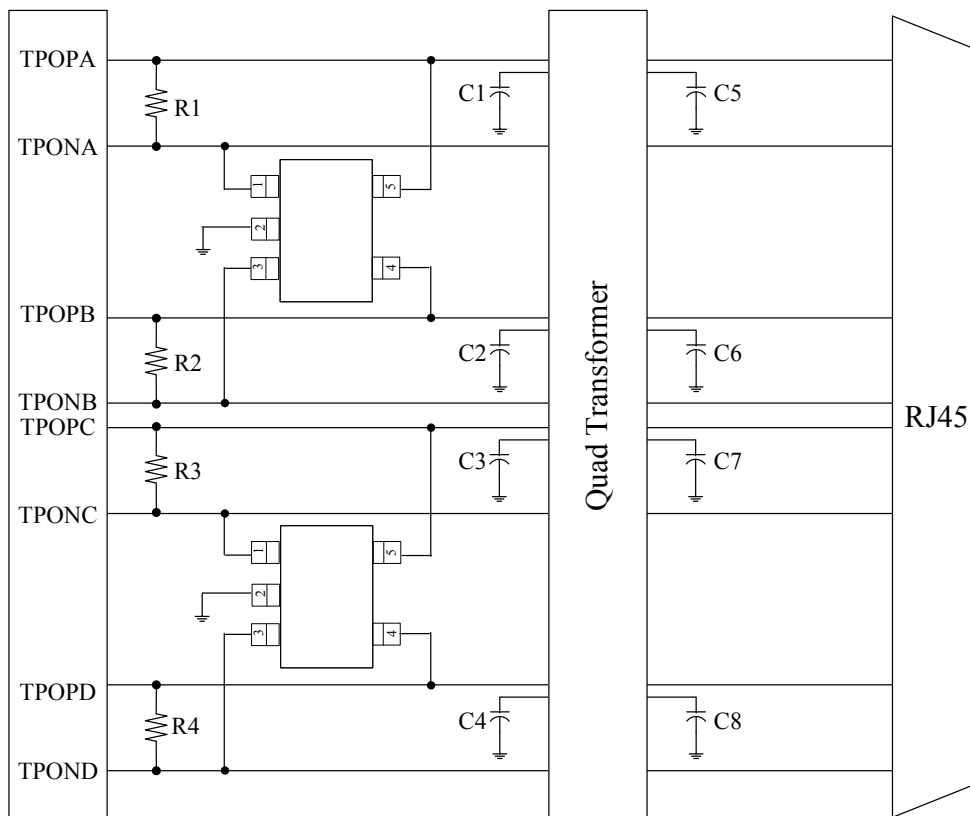 TPOPA
R1
C1
C5
TPONA
1
5
2
3
4
TPOPB
R2
C2
C6
TPONB
TPOPC
R3
C3
C7
TPONC
1
5
2
3
4
TPOPD
R4
C4
C8
TPOND
Quad Transformer
RJ45